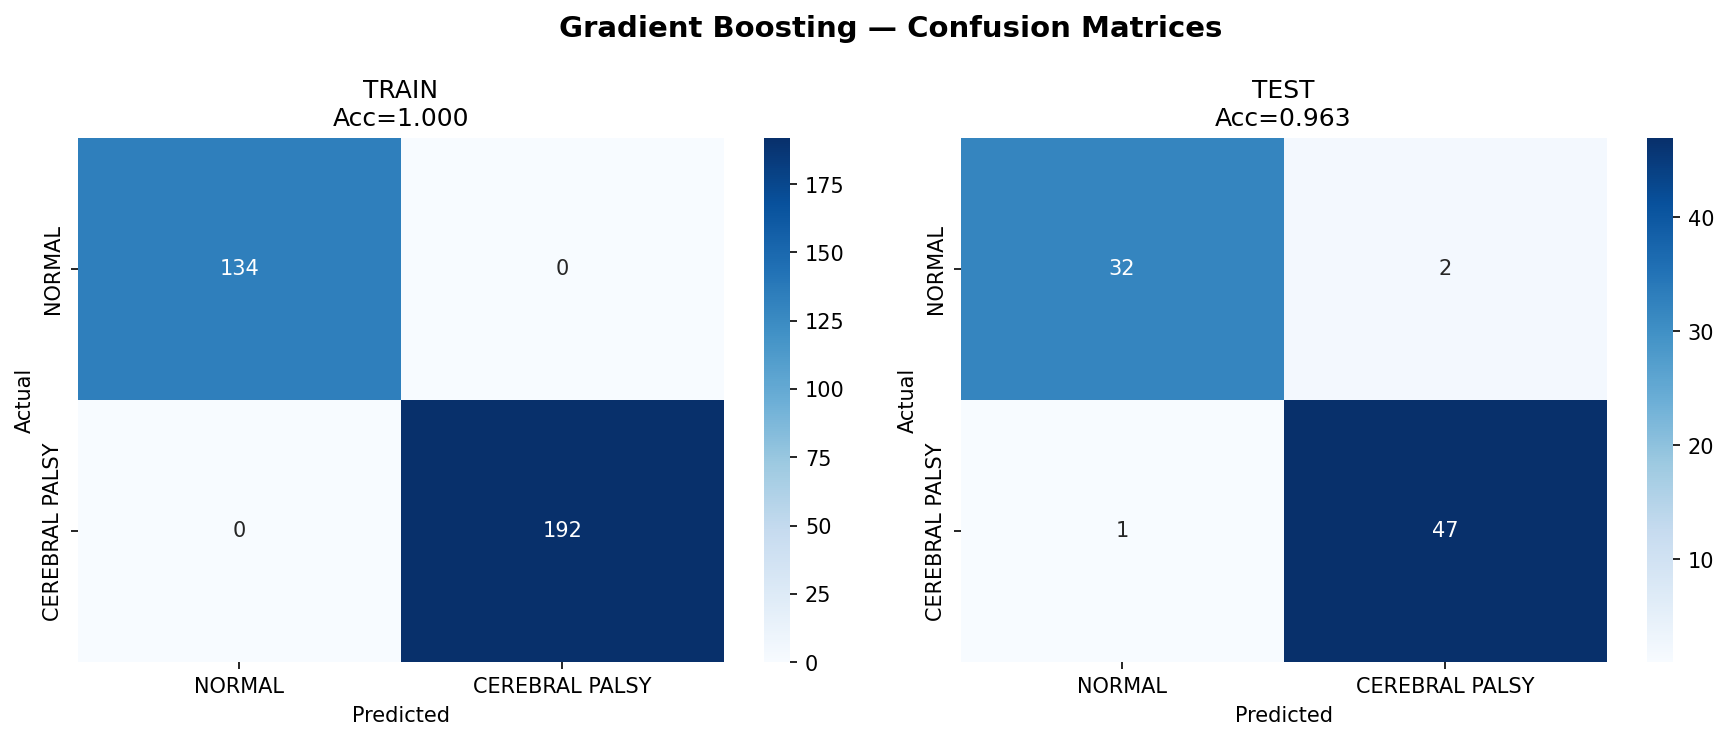 Gradient Boosting — Confusion Matrices
TRAIN
Acc=1.000
Actual
NORMAL
CEREBRAL PALSY
134
0
0
192
NORMAL
CEREBRAL PALSY
Predicted
175
150
125
100
75
50
25
0
TEST
Acc=0.963
Actual
NORMAL
CEREBRAL PALSY
32
2
1
47
NORMAL
CEREBRAL PALSY
Predicted
40
30
20
10